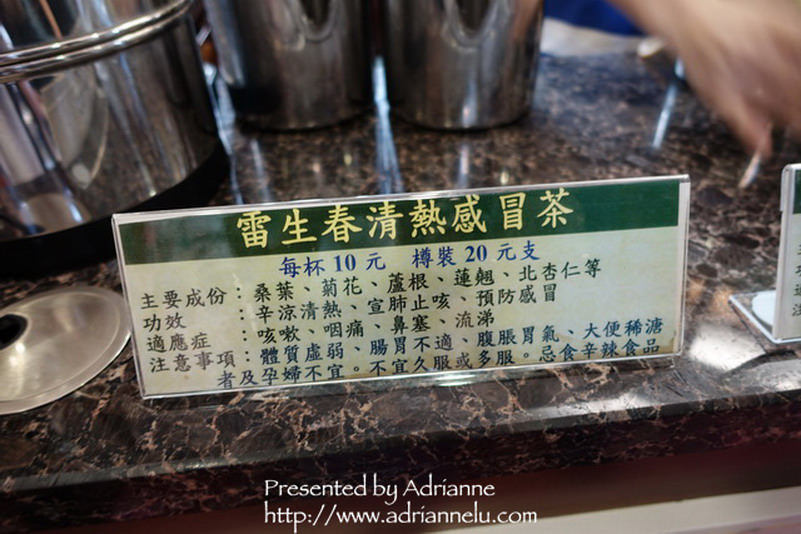 雷生春清熱感冒茶
每杯 10 元 樽裝 20 元支
主要成份：桑葉、菊花、蘆根、蓮翹、北杏仁等
功效：辛涼清熱、宣肺止咳、預防感冒
適應症：咳嗽、咽痛、鼻塞、流涕
注意事項：體質虛弱、腸胃不適、腹脹胃氣、大便稀溏
者及孕婦不宜。不宜久服或多服。忌食辛辣食品
Presented by Adrianne
http://www.adriannelu.com